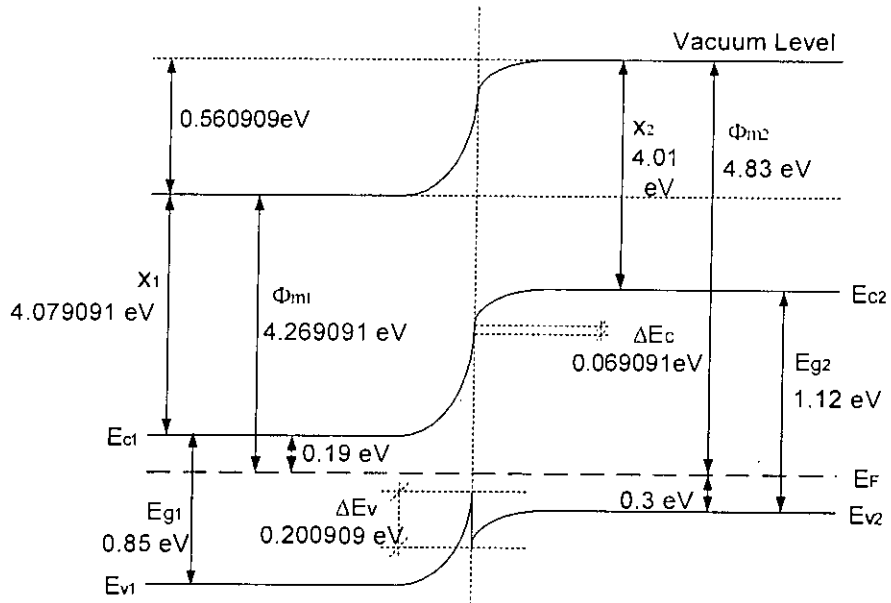 Vacuum Level
0.560909eV
X2
4.01
eV
Φm2
4.83 eV
X1
4.079091 eV
Φm1
4.269091 eV
Ec2
ΔEc
0.069091eV
Eg2
1.12 eV
Ec1
0.19 eV
EF
Eg1
0.85 eV
ΔEv
0.200909 eV
0.3 eV
Ev2
Ev1